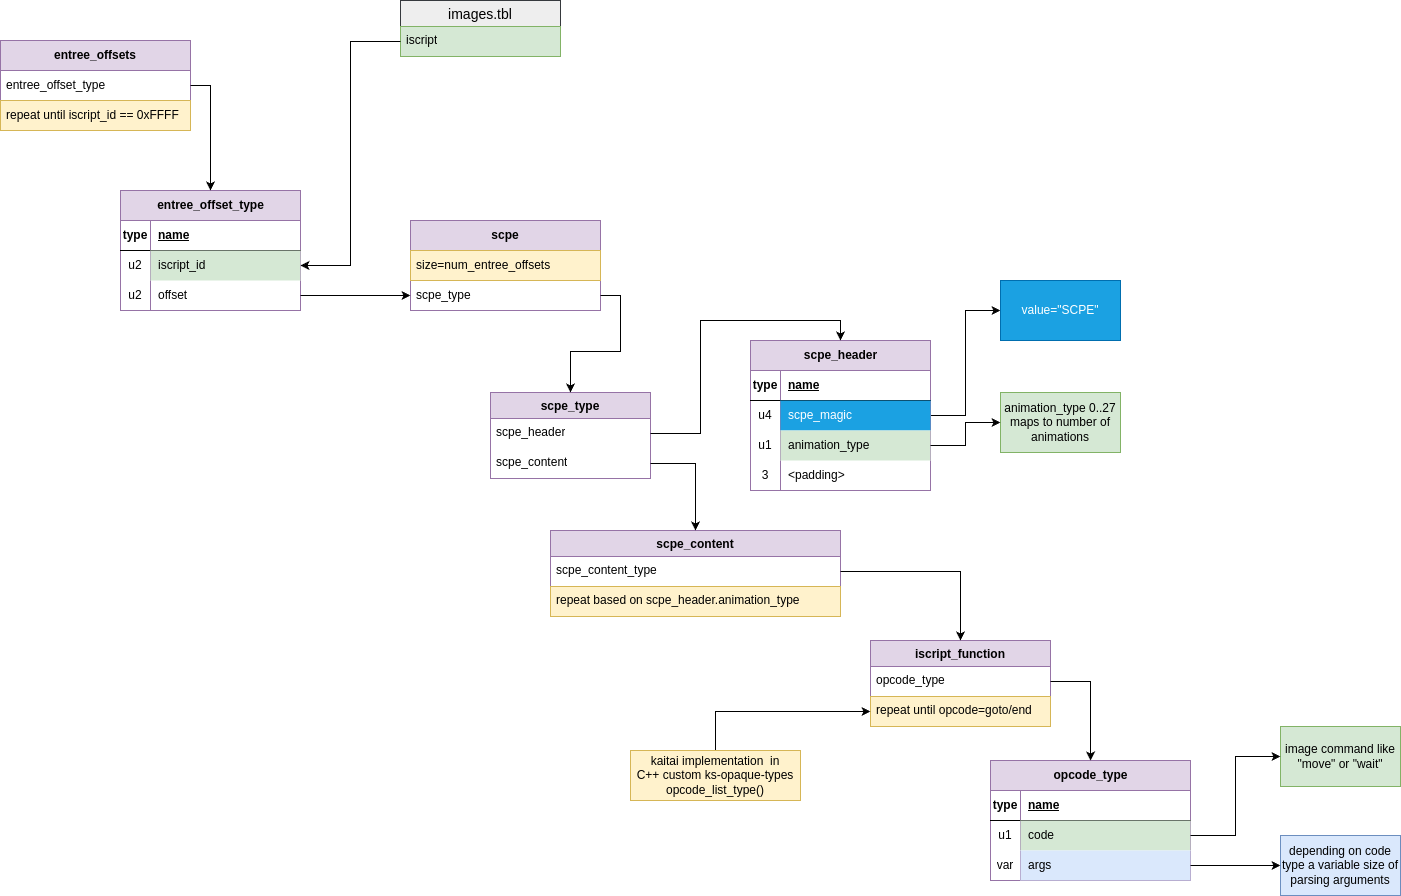 images.tbl
iscript
entree_offsets
entree_offset_type
repeat until iscript_id == 0xFFFF
entree_offset_type
type name
u2 iscript_id
u2 offset
scpe
size=num_entree_offsets
scpe_type
value="SCPE"
scpe_header
type name
u4 scpe_magic
u1 animation_type
3 <padding>
animation_type 0..27
maps to number of
animations
scpe_type
scpe_header
scpe_content
scpe_content
scpe_content_type
repeat based on scpe_header.animation_type
iscript_function
opcode_type
repeat until opcode=goto/end
kaitai implementation in
C++ custom ks-opaque-types
opcode_list_type()
opcode_type
type name
u1 code
var args
image command like
"move" or "wait"
depending on code
type a variable size of
parsing arguments